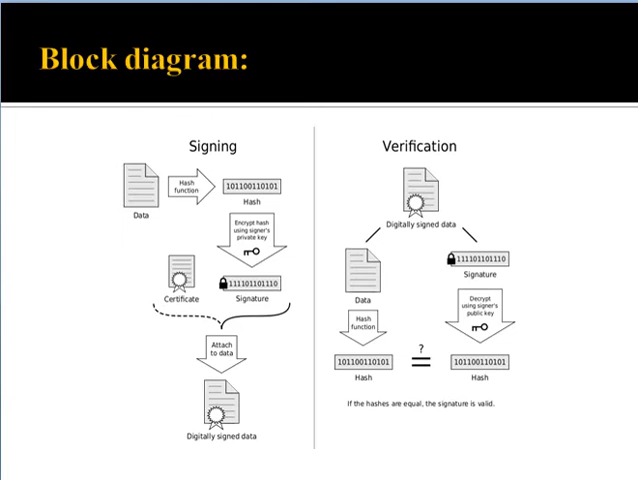 Block diagram:
Signing
Hash
function
101100110101
Hash
Data
Encrypt hash
using signer's
private key
111101101110
Certificate
Signature
Attach
to data
Digitally signed data
Verification
Digitally signed data
Data
Hash
function
101100110101
Hash
111101101110
Signature
Decrypt
using signer's
public key
?
=
101100110101
Hash
If the hashes are equal, the signature is valid.